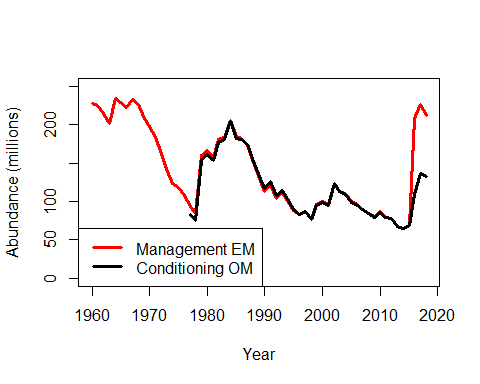 Abundance (millions)
200
100
50
0
Management EM
Conditioning OM
1960 1970 1980 1990 2000 2010 2020
Year